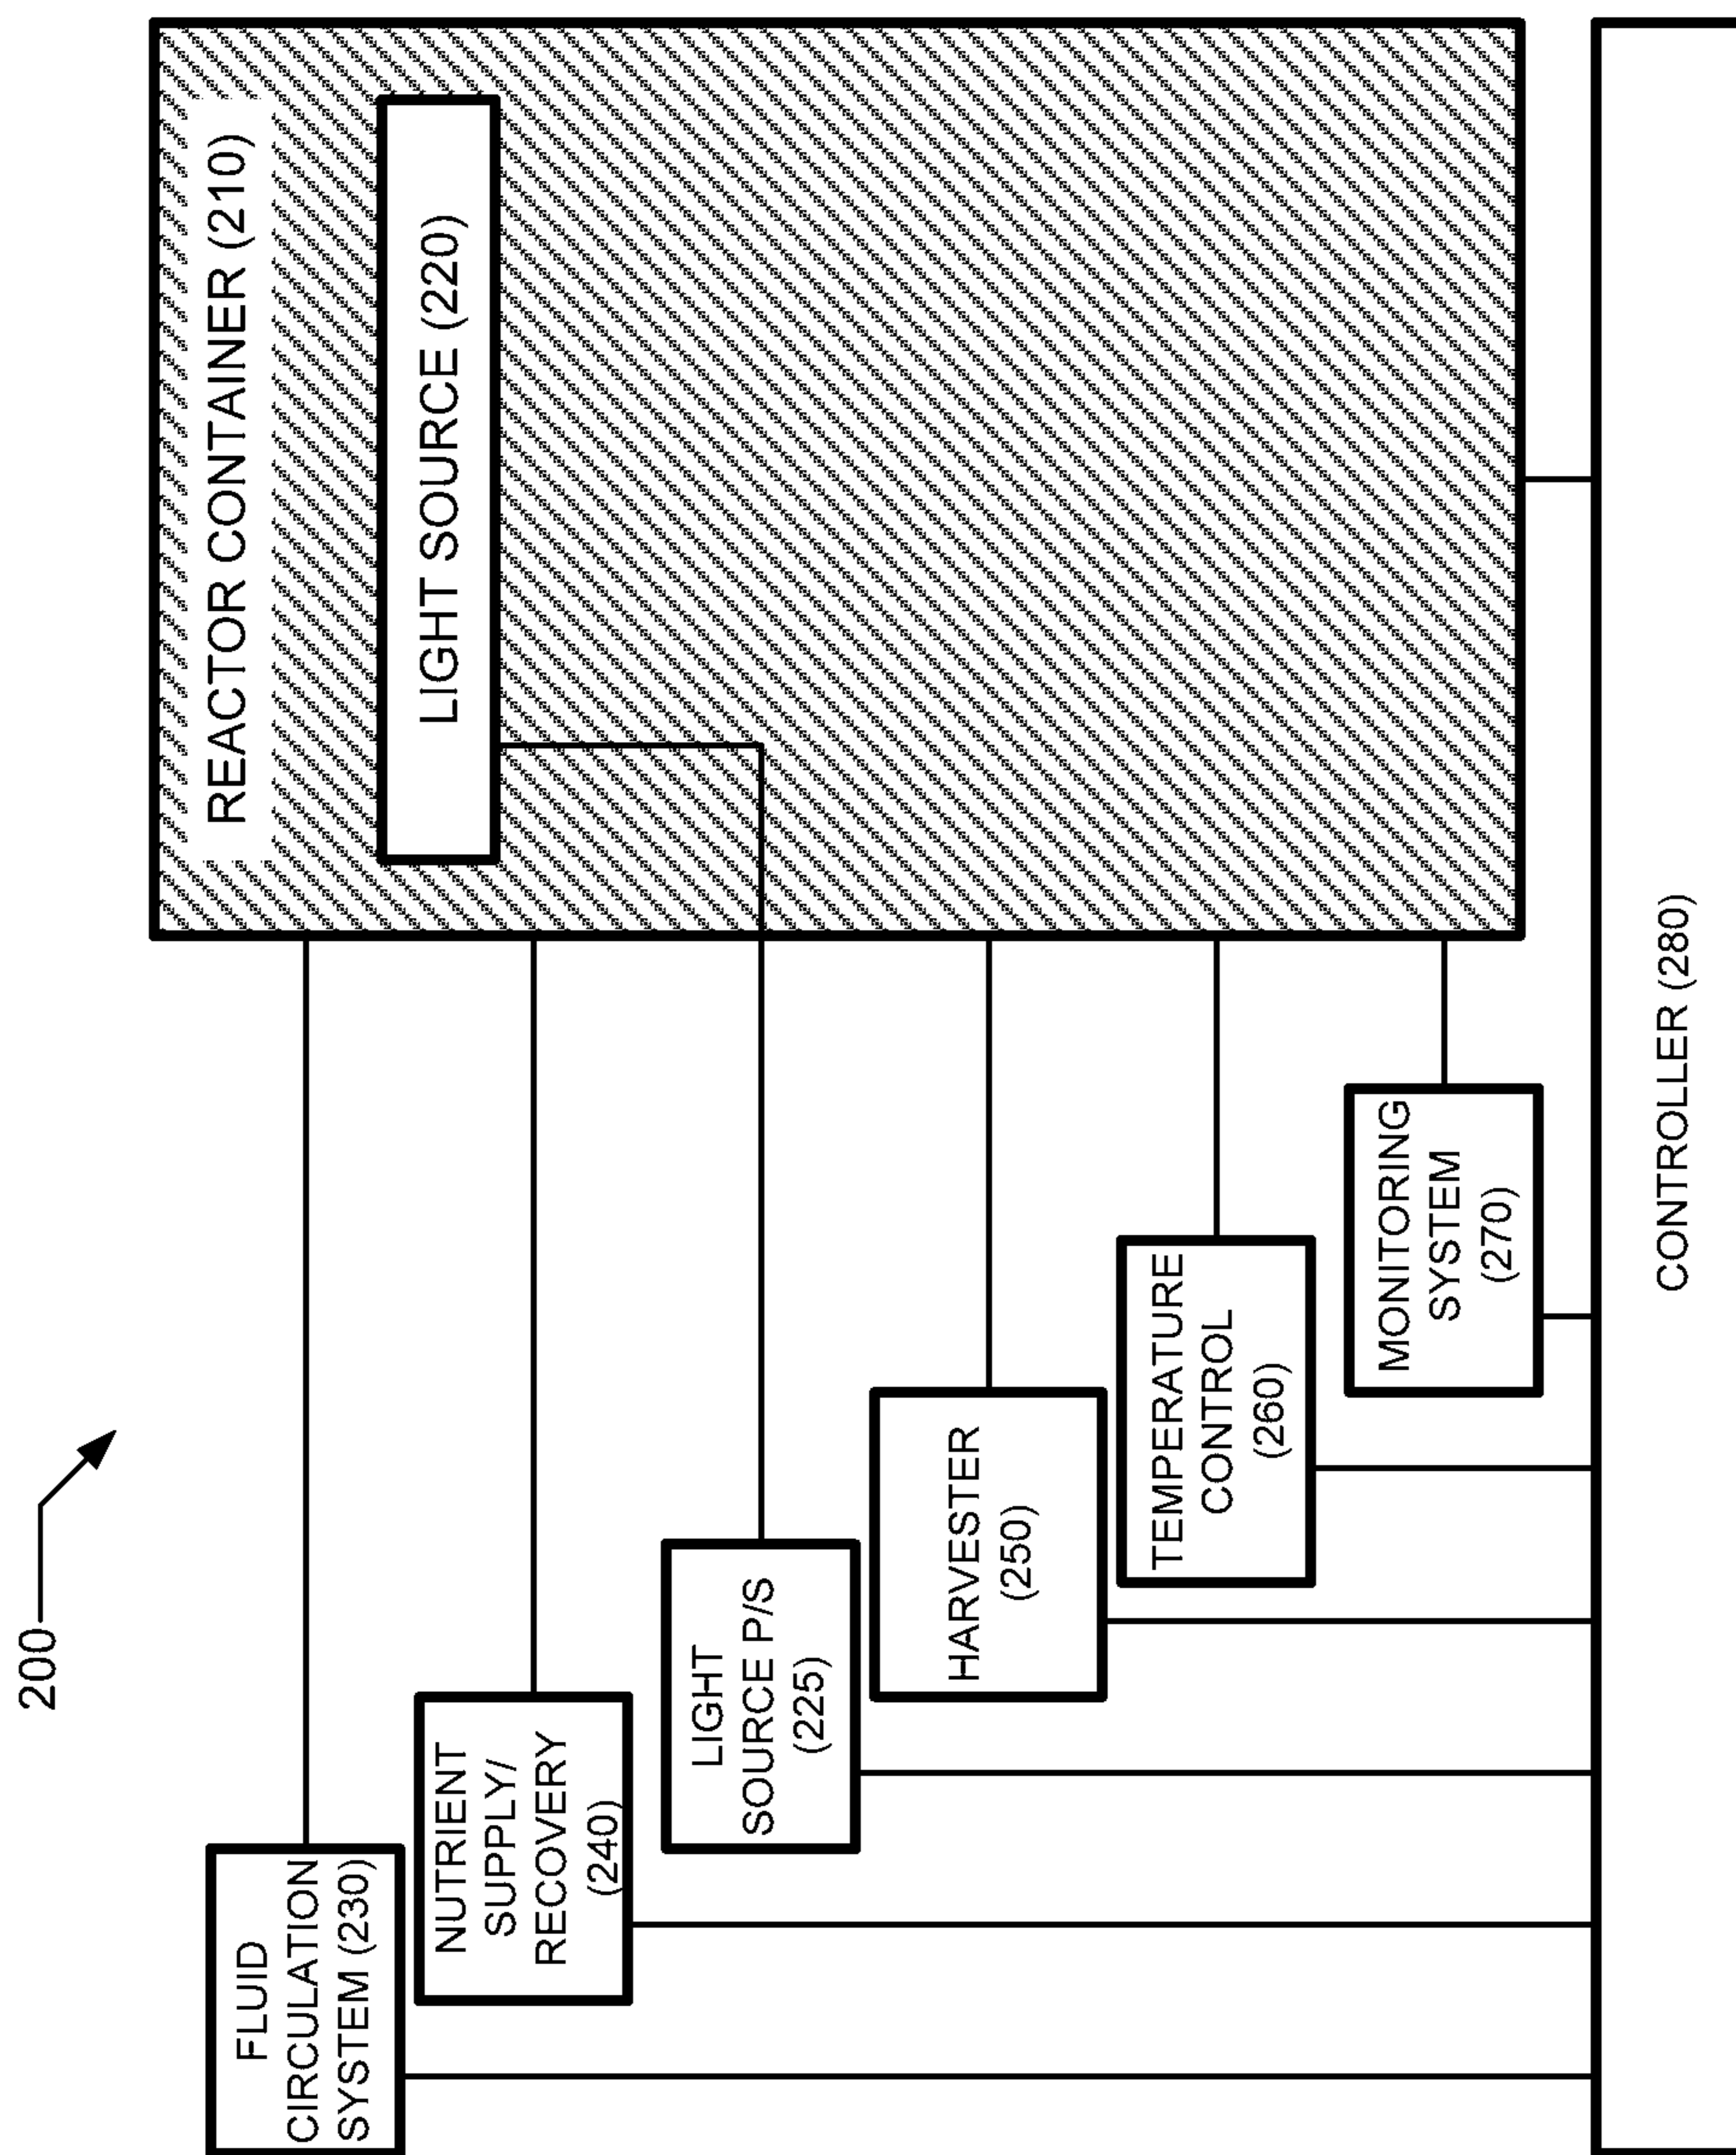 200
REACTOR CONTAINER (210)
LIGHT SOURCE (220)
FLUID
CIRCULATION
SYSTEM (230)
NUTRIENT
SUPPLY/
RECOVERY
(240)
LIGHT
SOURCE P/S
(225)
HARVESTER
(250)
TEMPERATURE
CONTROL
(260)
MONITORING
SYSTEM
(270)
CONTROLLER (280)